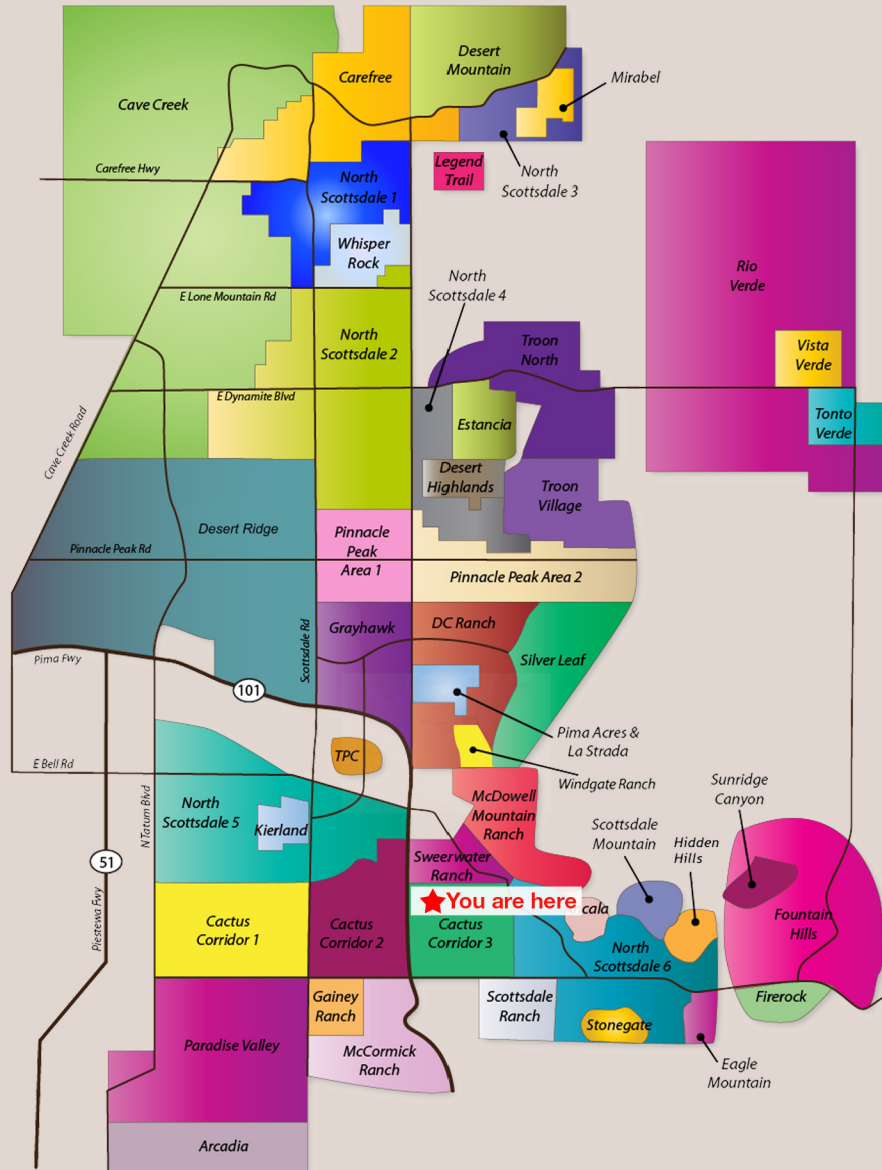 Desert
Mountain
Carefree
Mirabel
Cave Creek
Carefree Hwy
Legend
Trail
North
Scottsdale 3
North
Scottsdale 1
Whisper
Rock
Rio
Verde
North
Scottsdale 4
E Lone Mountain Rd
North
Scottsdale 2
Troon
North
Vista
Verde
E Dynamite Blvd
Estancia
Tonto
Verde
Cave Creek Road
Desert
Highlands
Troon
Village
Desert Ridge
Pinnacle
Peak
Area 1
Pinnacle Peak Rd
Pinnacle Peak Area 2
Scottsdale Rd
Grayhawk
DC Ranch
Silver Leaf
Pima Fwy
101
Pima Acres &
La Strada
TPC
E Bell Rd
Windgate Ranch
N Tatum Blvd
North
Scottsdale 5
Kierland
McDowell
Mountain
Ranch
Sunridge
Canyon
Scottsdale
Mountain
Hidden
Hills
51
Sweerwater
Ranch
You are here
Piestewa Fwy
Cactus
Corridor 1
Cactus
Corridor 2
Cactus
Corridor 3
North
Scottsdale 6
Fountain
Hills
Gainey
Ranch
Scottsdale
Ranch
Stonegate
Firerock
Paradise Valley
McCormick
Ranch
Eagle
Mountain
Arcadia